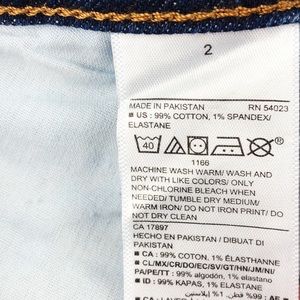 2
MADE IN PAKISTAN RN 54023
■ US : 99% COTTON, 1% SPANDEX/
ELASTANE
40
1166
MACHINE WASH WARM/ WASH AND
DRY WITH LIKE COLORS/ ONLY
NON-CHLORINE BLEACH WHEN
NEEDED/ TUMBLE DRY MEDIUM/
WARM IRON/ DO NOT IRON PRINT/ DO
NOT DRY CLEAN
CA 17897
HECHO EN PAKISTAN / DIBUAT DI
PAKISTAN
■ CA : 99% COTTON, 1% ELASTHANNE
■ CL/MX/CR/DO/EC/SV/GT/HN/JM/NI/
PA/PE/TT : 99% algodón, 1% elastano
■ ID : 99% KAPAS, 1% ELASTAN